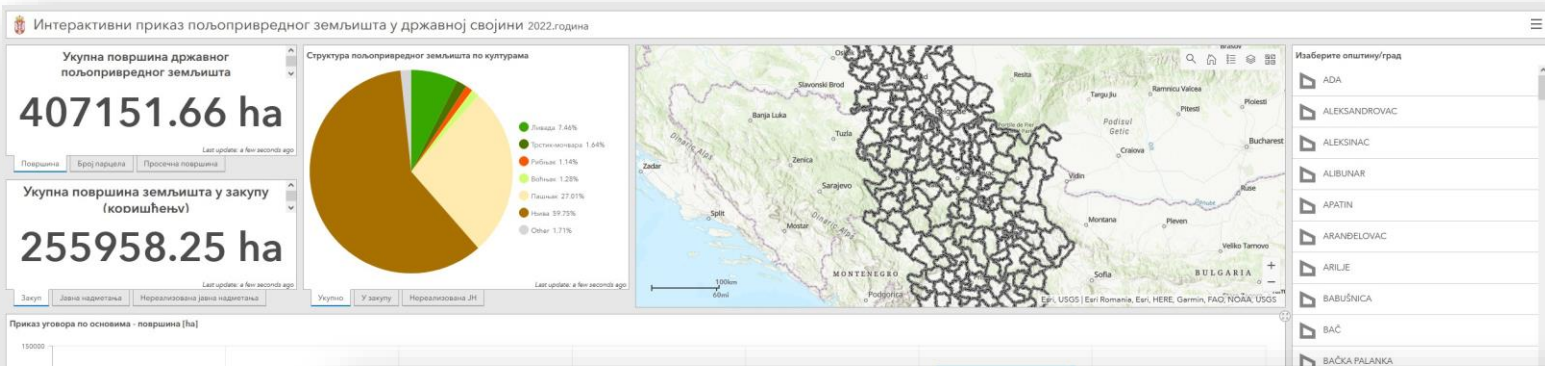 Интерактивни приказ пољопривредног земљишта у државној својини 2022.година
Укупна површина државног
пољопривредног земљишта
407151.66 ha
Last update: a few seconds ago
Површина
Број парцела
Просечна површина
Укупна површина земљишта у закупу
(коришћењу)
255958.25 ha
Last update: a few seconds ago
Закуп
Јавна надметања
Нереализована јавна надметања
Структура пољопривредног земљишта по културама
Ливада 7.46%
Трстик-мочвара 1.64%
Рибњак 1.14%
Воћњак 1.28%
Пашњак 27.01%
Њива 59.75%
Other 1.71%
Last update: a few seconds ago
Укупно
У закупу
Нереализована ЈН
Slavonski Brod
Banja Luka
Tuzla
Zenica
Zadar
Sarajevo
Split
Mostar
Dinaric Alps
Dinaric Alps
MONTENEGRO
Podgorica
Resita
Targu Jiu
Ramnicu Valcea
Pitesti
Ploiesti
Podisul
Getic
Craiova
Bucharest
Vidin
Ruse
Montana
Pleven
Veliko Tarnovo
Sofia
BULGARIA
100km
60mi
Esri, USGS | Esri Romania, Esri, HERE, Garmin, FAO, NOAA, USGS
Изаберите општину/град
ADA
ALEKSANDROVAC
ALEKSINAC
ALIBUNAR
APATIN
ARANĐELOVAC
ARILJE
BABUŠNICA
BAČ
BAČKA PALANKA
Приказ уговора по основима - површина [ha]
150000